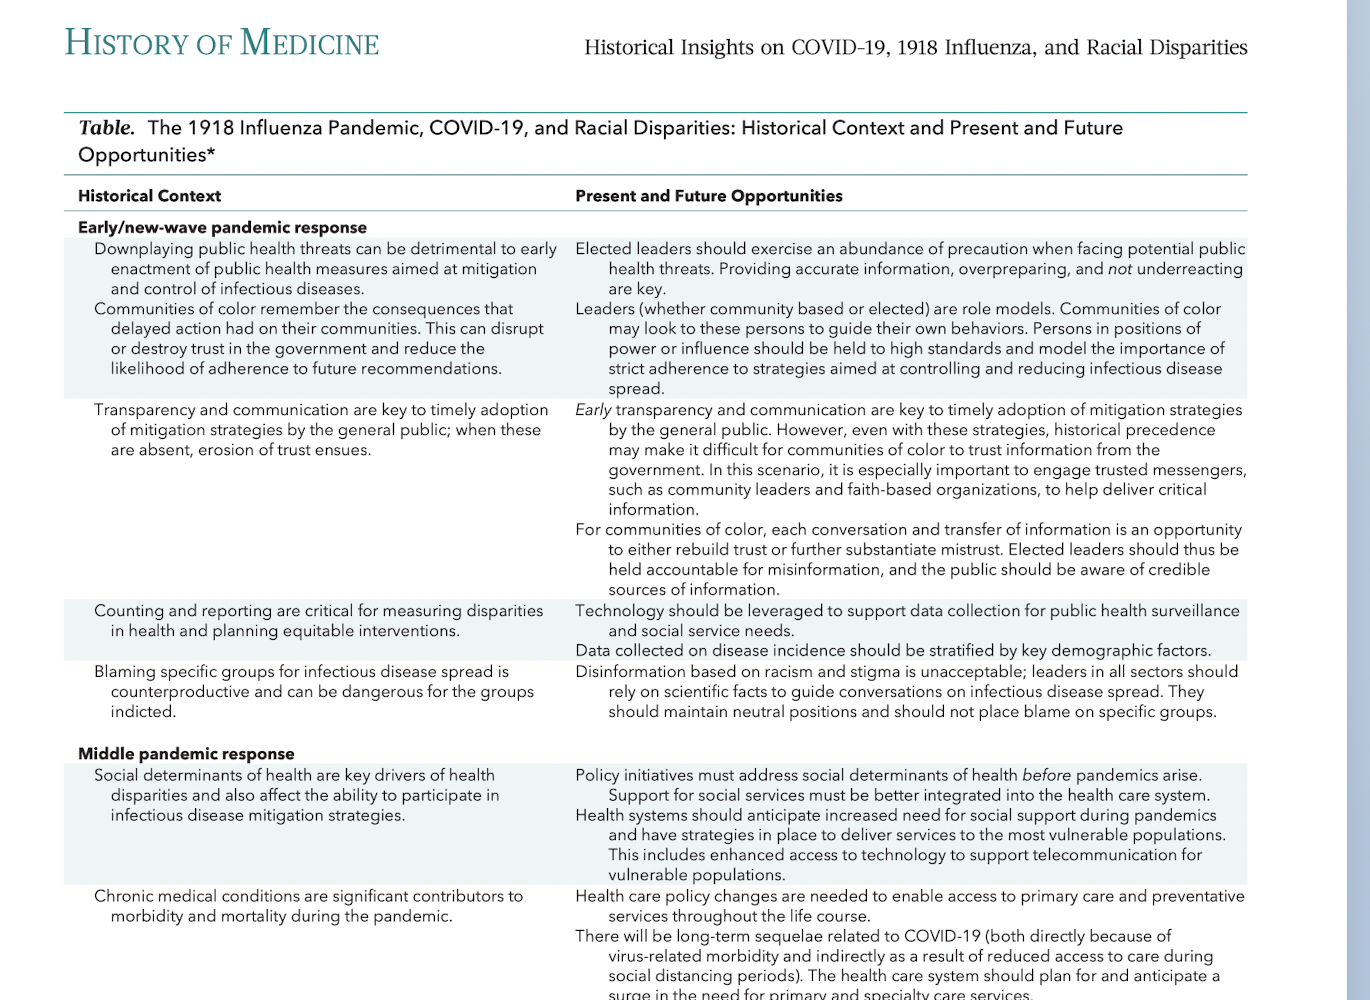 HISTORY OF MEDICINE
Historical Insights on COVID-19, 1918 Influenza, and Racial Disparities
Table. The 1918 Influenza Pandemic, COVID-19, and Racial Disparities: Historical Context and Present and Future
Opportunities*
Historical Context
Present and Future Opportunities
Early/new-wave pandemic response
Downplaying public health threats can be detrimental to early
enactment of public health measures aimed at mitigation
and control of infectious diseases.
Communities of color remember the consequences that
delayed action had on their communities. This can disrupt
or destroy trust in the government and reduce the
likelihood of adherence to future recommendations.
Elected leaders should exercise an abundance of precaution when facing potential public
health threats. Providing accurate information, overpreparing, and not underreacting
are key.
Leaders (whether community based or elected) are role models. Communities of color
may look to these persons to guide their own behaviors. Persons in positions of
power or influence should be held to high standards and model the importance of
strict adherence to strategies aimed at controlling and reducing infectious disease
spread.
Transparency and communication are key to timely adoption
of mitigation strategies by the general public; when these
are absent, erosion of trust ensues.
Early transparency and communication are key to timely adoption of mitigation strategies
by the general public. However, even with these strategies, historical precedence
may make it difficult for communities of color to trust information from the
government. In this scenario, it is especially important to engage trusted messengers,
such as community leaders and faith-based organizations, to help deliver critical
information.
For communities of color, each conversation and transfer of information is an opportunity
to either rebuild trust or further substantiate mistrust. Elected leaders should thus be
held accountable for misinformation, and the public should be aware of credible
sources of information.
Counting and reporting are critical for measuring disparities
in health and planning equitable interventions.
Technology should be leveraged to support data collection for public health surveillance
and social service needs.
Data collected on disease incidence should be stratified by key demographic factors.
Blaming specific groups for infectious disease spread is
counterproductive and can be dangerous for the groups
indicted.
Disinformation based on racism and stigma is unacceptable; leaders in all sectors should
rely on scientific facts to guide conversations on infectious disease spread. They
should maintain neutral positions and should not place blame on specific groups.
Middle pandemic response
Social determinants of health are key drivers of health
disparities and also affect the ability to participate in
infectious disease mitigation strategies.
Policy initiatives must address social determinants of health before pandemics arise.
Support for social services must be better integrated into the health care system.
Health systems should anticipate increased need for social support during pandemics
and have strategies in place to deliver services to the most vulnerable populations.
This includes enhanced access to technology to support telecommunication for
vulnerable populations.
Chronic medical conditions are significant contributors to
morbidity and mortality during the pandemic.
Health care policy changes are needed to enable access to primary care and preventative
services throughout the life course.
There will be long-term sequelae related to COVID-19 (both directly because of
virus-related morbidity and indirectly as a result of reduced access to care during
social distancing periods). The health care system should plan for and anticipate a
surge in the need for primary and specialty care services.